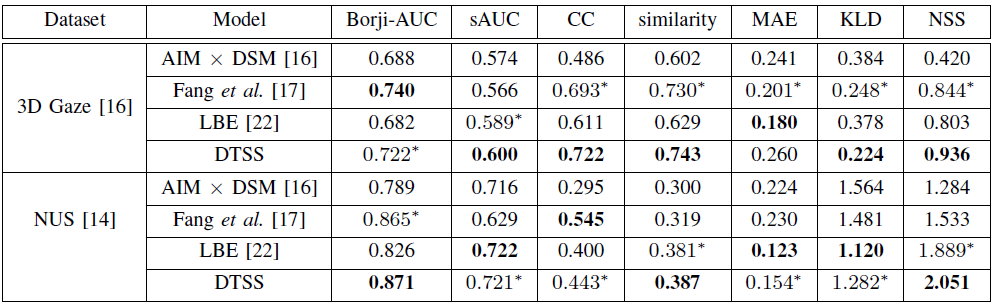 Dataset Model Borji-AUC sAUC CC similarity MAE KLD NSS
3D Gaze [16]
AIM × DSM [16] 0.688 0.574 0.486 0.602 0.241 0.384 0.420
Fang et al. [17] 0.740 0.566 0.693* 0.730* 0.201* 0.248* 0.844*
LBE [22] 0.682 0.589* 0.611 0.629 0.180 0.378 0.803
DTSS 0.722* 0.600 0.722 0.743 0.260 0.224 0.936
NUS [14]
AIM × DSM [16] 0.789 0.716 0.295 0.300 0.224 1.564 1.284
Fang et al. [17] 0.865* 0.629 0.545 0.319 0.230 1.481 1.533
LBE [22] 0.826 0.722 0.400 0.381* 0.123 1.120 1.889*
DTSS 0.871 0.721* 0.443* 0.387 0.154* 1.282* 2.051